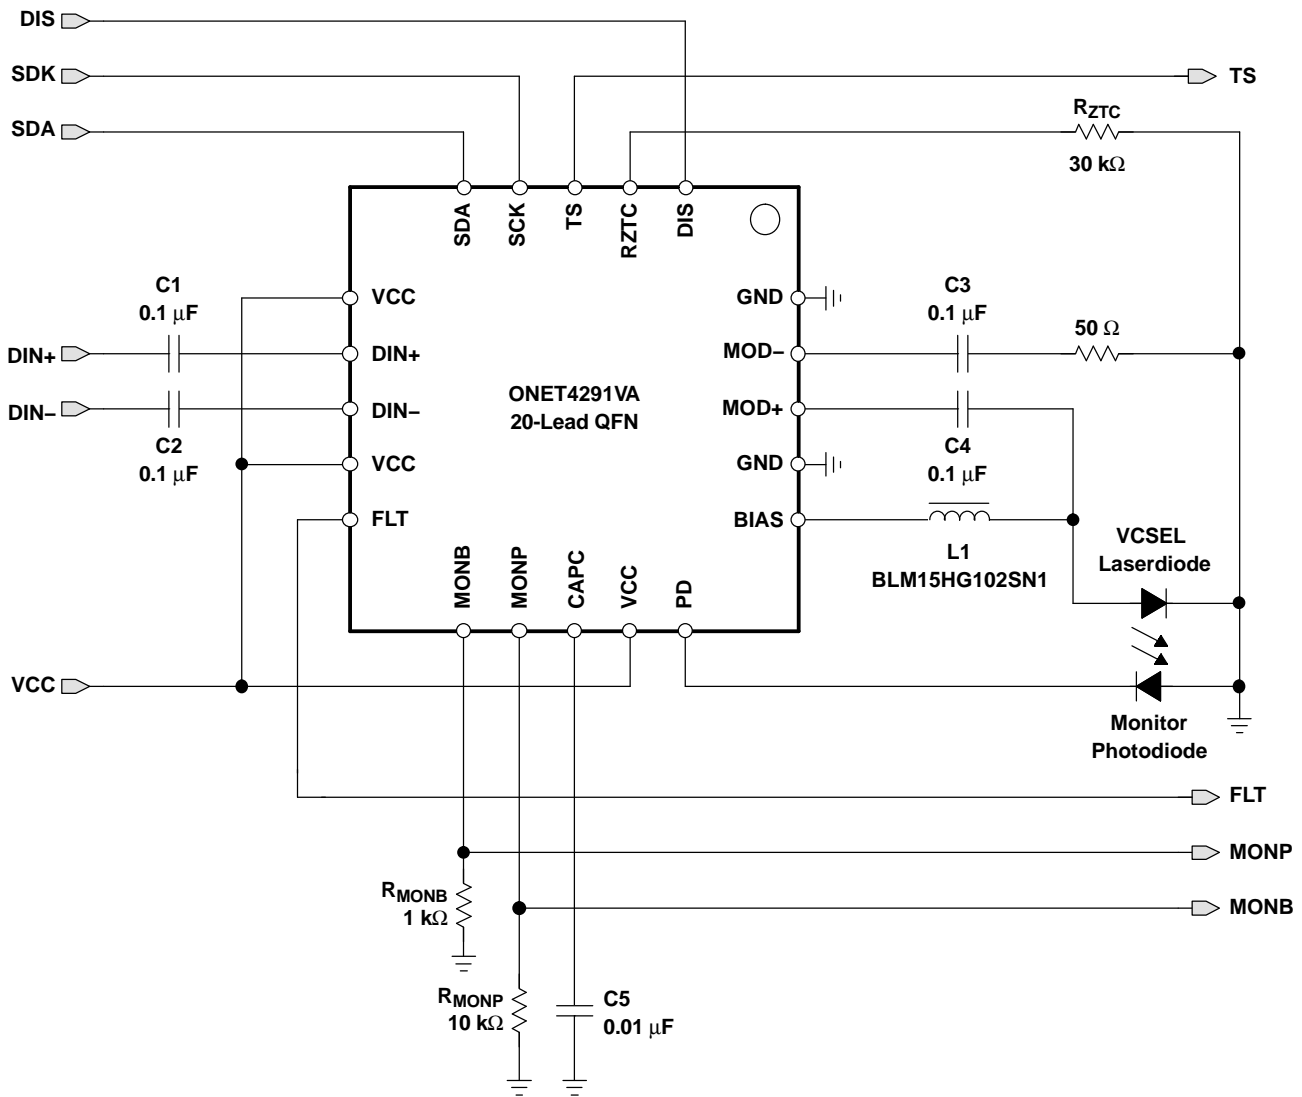 DIS
SDK
TS
R_ZTC
SDA
30 kΩ
SDA
SCK
TS
RZTC
DIS
C1
0.1 µF
VCC
GND
C3
0.1 µF
50 Ω
DIN+
DIN+
MOD–
ONET4291VA
20-Lead QFN
DIN–
DIN–
MOD+
C2
0.1 µF
VCC
GND
C4
0.1 µF
FLT
BIAS
L1
BLM15HG102SN1
VCSEL
Laserdiode
MONB
MONP
CAPC
VCC
PD
VCC
Monitor
Photodiode
FLT
MONP
R_MONB
1 kΩ
MONB
R_MONP
10 kΩ
C5
0.01 µF